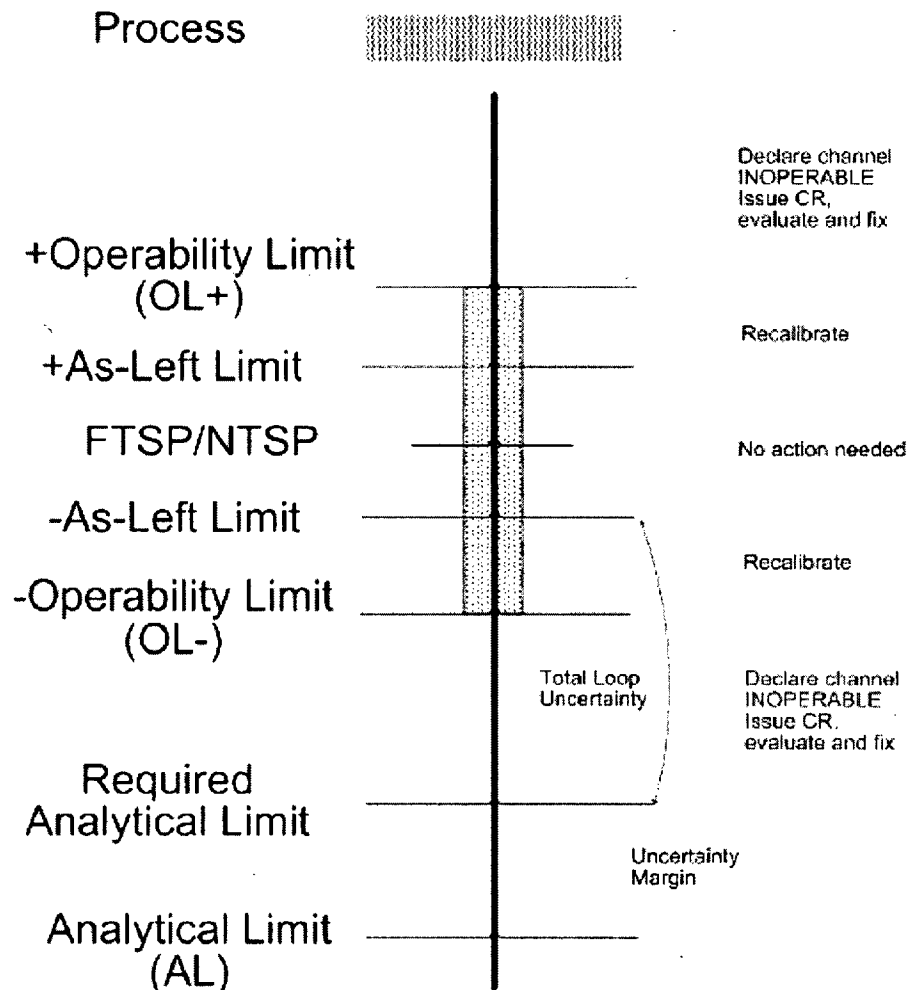 Process
Declare channel
INOPERABLE
Issue CR,
evaluate and fix
+Operability Limit
(OL+)
Recalibrate
+As-Left Limit
FTSP/NTSP
No action needed
-As-Left Limit
Recalibrate
-Operability Limit
(OL-)
Total Loop
Uncertainty
Declare channel
INOPERABLE
Issue CR,
evaluate and fix
Required
Analytical Limit
Uncertainty
Margin
Analytical Limit
(AL)